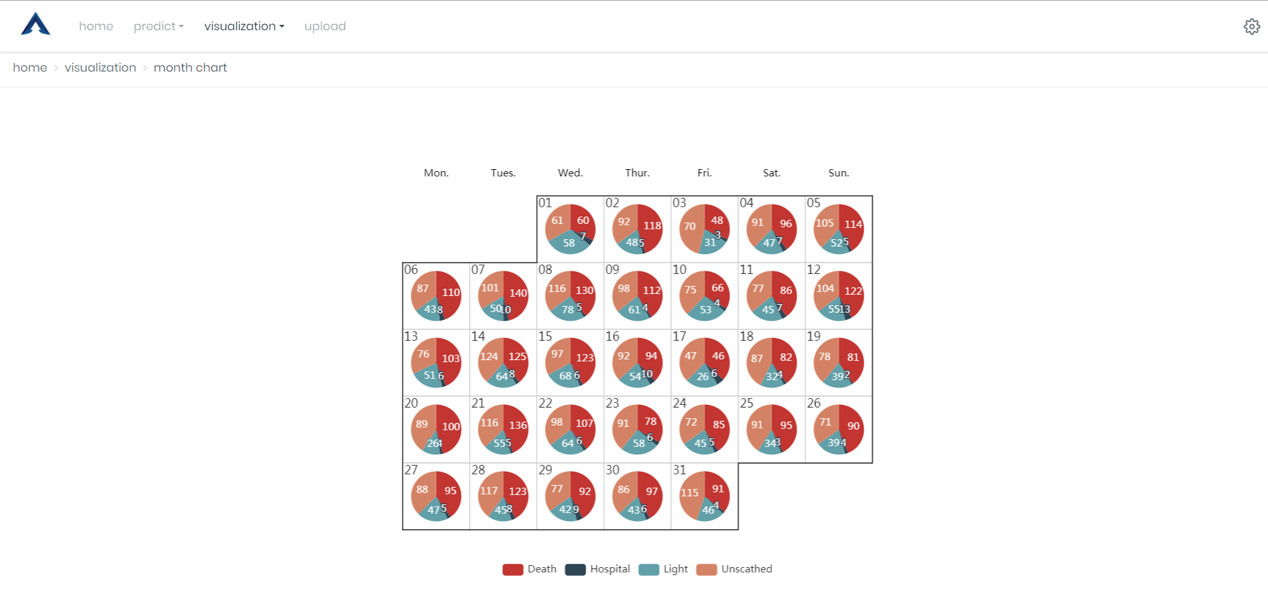 home predict visualization upload
home > visualization > month chart
Mon. Tues. Wed. Thur. Fri. Sat. Sun.
01 02 03 04 05
61 60 7 58 92 118 5 48 70 48 3 31 91 96 7 47 105 114 5 52
06 07 08 09 10 11 12
87 110 8 43 101 140 10 50 116 130 5 78 98 112 4 61 75 66 4 53 77 86 7 45 104 122 13 55
13 14 15 16 17 18 19
76 103 6 51 124 125 8 64 97 123 6 68 92 94 10 54 47 46 6 26 87 82 4 32 78 81 2 39
20 21 22 23 24 25 26
89 100 4 26 116 136 5 55 98 107 6 64 91 78 6 58 72 85 5 45 91 95 3 34 71 90 4 39
27 28 29 30 31
88 95 5 47 117 123 8 45 77 92 9 42 86 97 6 43 115 91 4 46
Death Hospital Light Unscathed